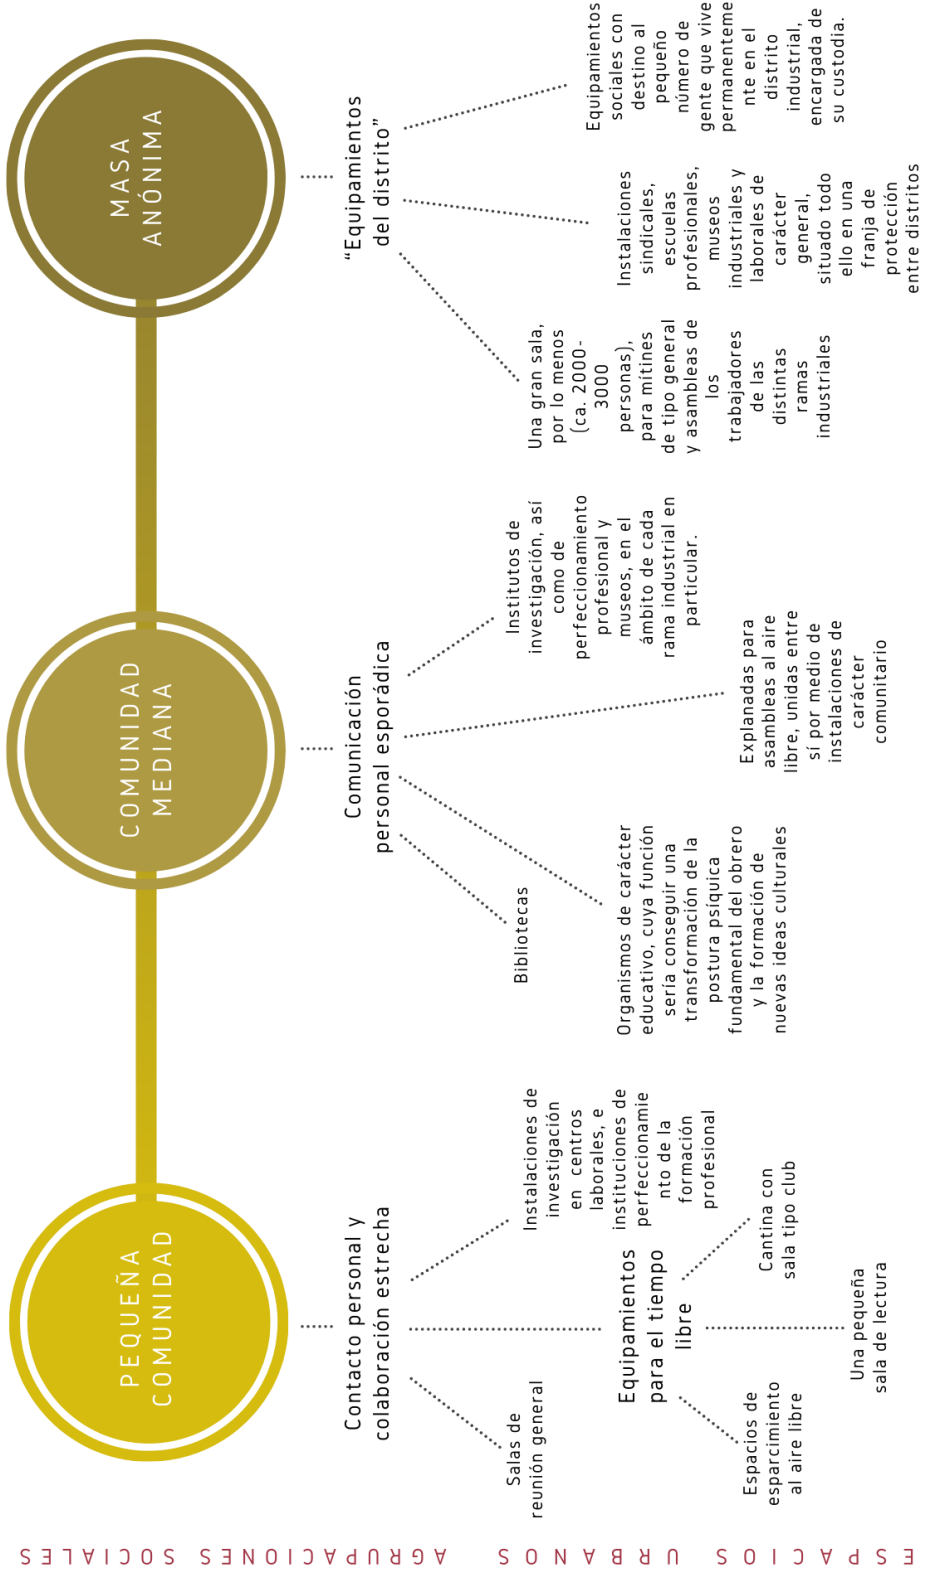 AGRUPACIONES SOCIALES
PEQUEÑA
COMUNIDAD
COMUNIDAD
MEDIANA
MASA
ANÓNIMA
ESPACIOS URBANOS
Contacto personal y
colaboración estrecha
Salas de
reunión general
Equipamientos
para el tiempo
libre
Espacios de
esparcimiento
al aire libre
Una pequeña
sala de lectura
Cantina con
sala tipo club
Instalaciones de
investigación
en centros
laborales, e
instituciones de
perfeccionamie
nto de la
formación
profesional
Comunicación
personal esporádica
Bibliotecas
Organismos de carácter
educativo, cuya función
sería conseguir una
transformación de la
postura psíquica
fundamental del obrero
y la formación de
nuevas ideas culturales
Explanadas para
asambleas al aire
libre, unidas entre
sí por medio de
instalaciones de
carácter
comunitario
Institutos de
investigación, así
como de
perfeccionamiento
profesional y
museos, en el
ámbito de cada
rama industrial en
particular.
“Equipamientos
del distrito”
Una gran sala,
por lo menos
(ca. 2000-
3000
personas),
para mítines
de tipo general
y asambleas de
los
trabajadores
de las
distintas
ramas
industriales
Instalaciones
sindicales,
escuelas
profesionales,
museos
industriales y
laborales de
carácter
general,
situado todo
ello en una
franja de
protección
entre distritos
Equipamientos
sociales con
destino al
pequeño
número de
gente que vive
permanenteme
nte en el
distrito
industrial,
encargada de
su custodia.